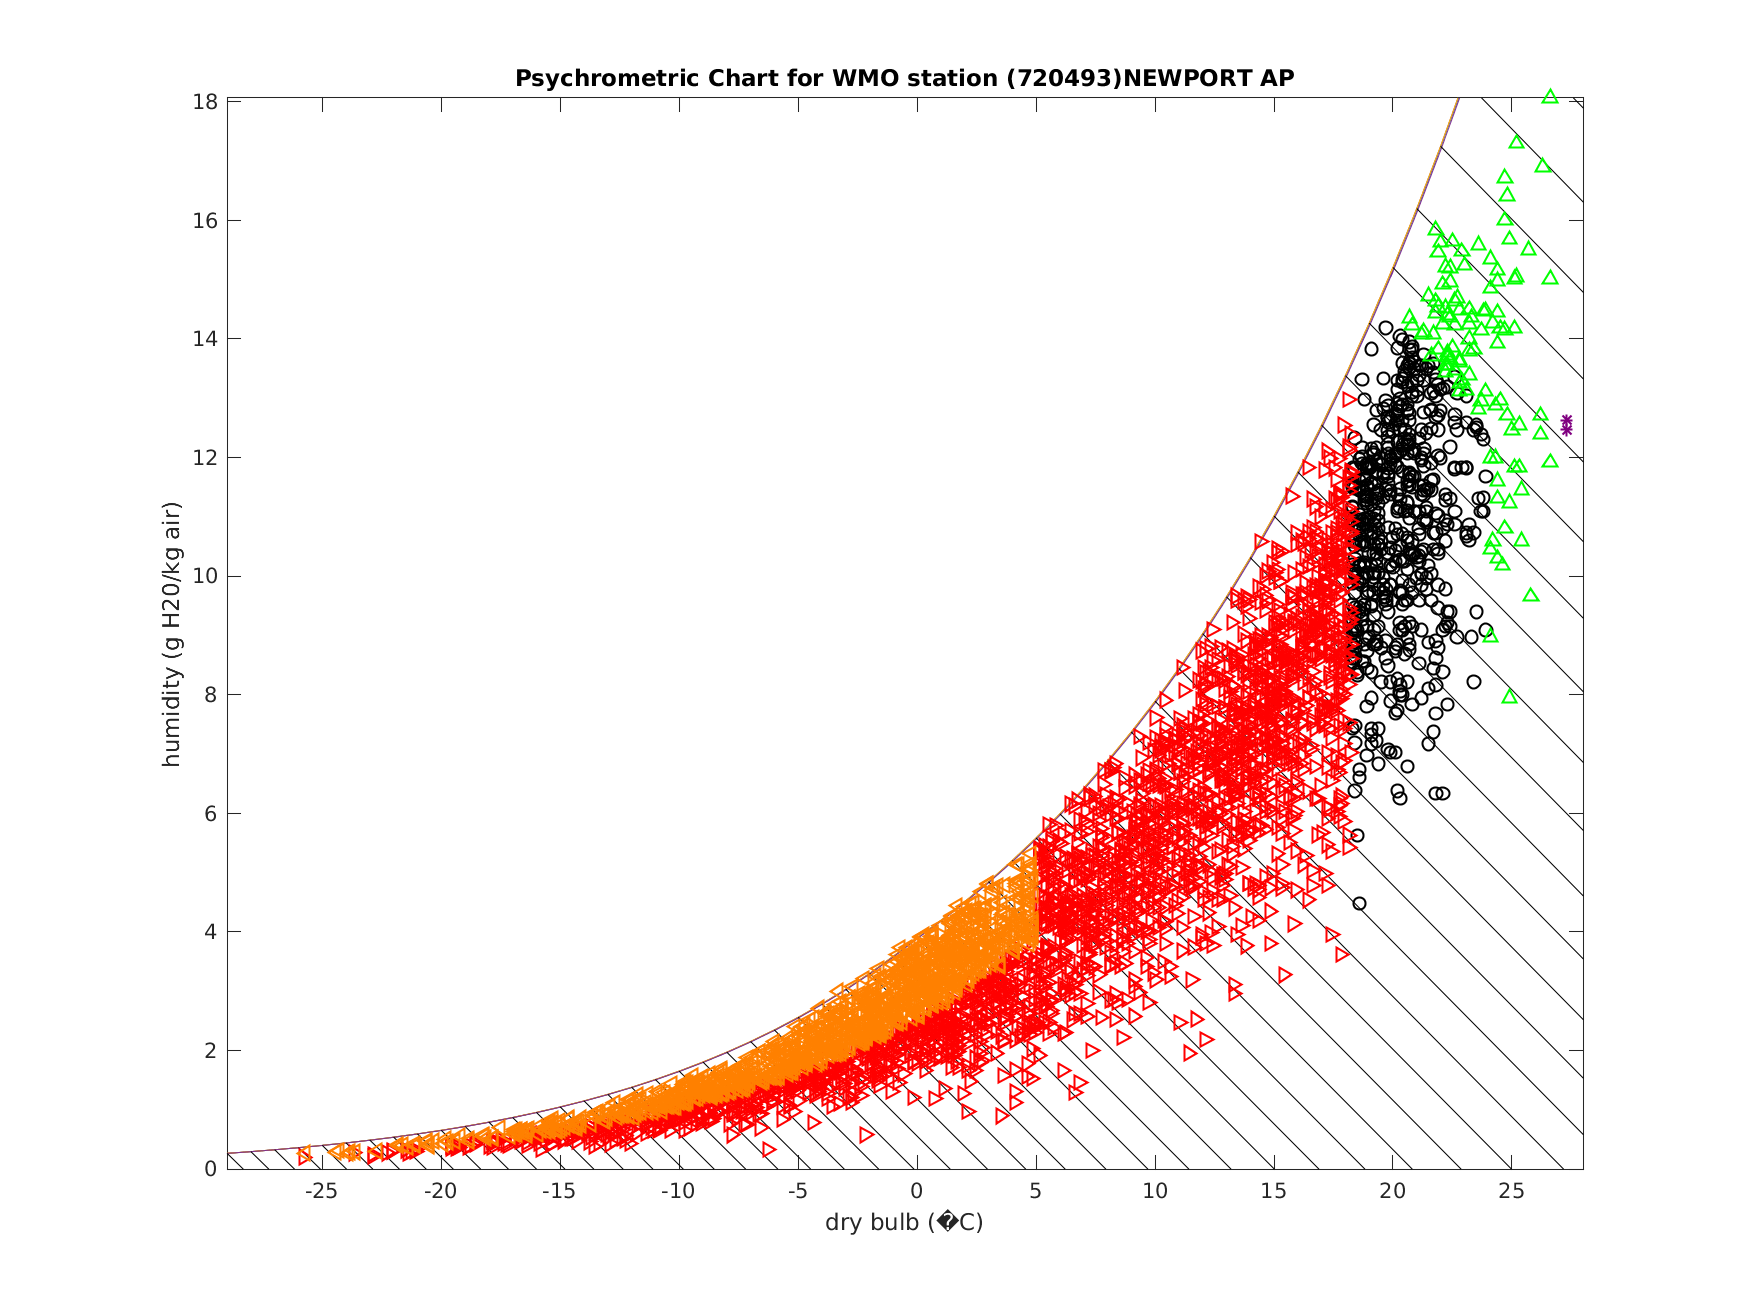 Psychrometric Chart for WMO station (720493)NEWPORT AP
18
16
14
12
10
8
6
4
2
0
humidity (g H20/kg air)
-25 -20 -15 -10 -5 0 5 10 15 20 25
dry bulb (�C)